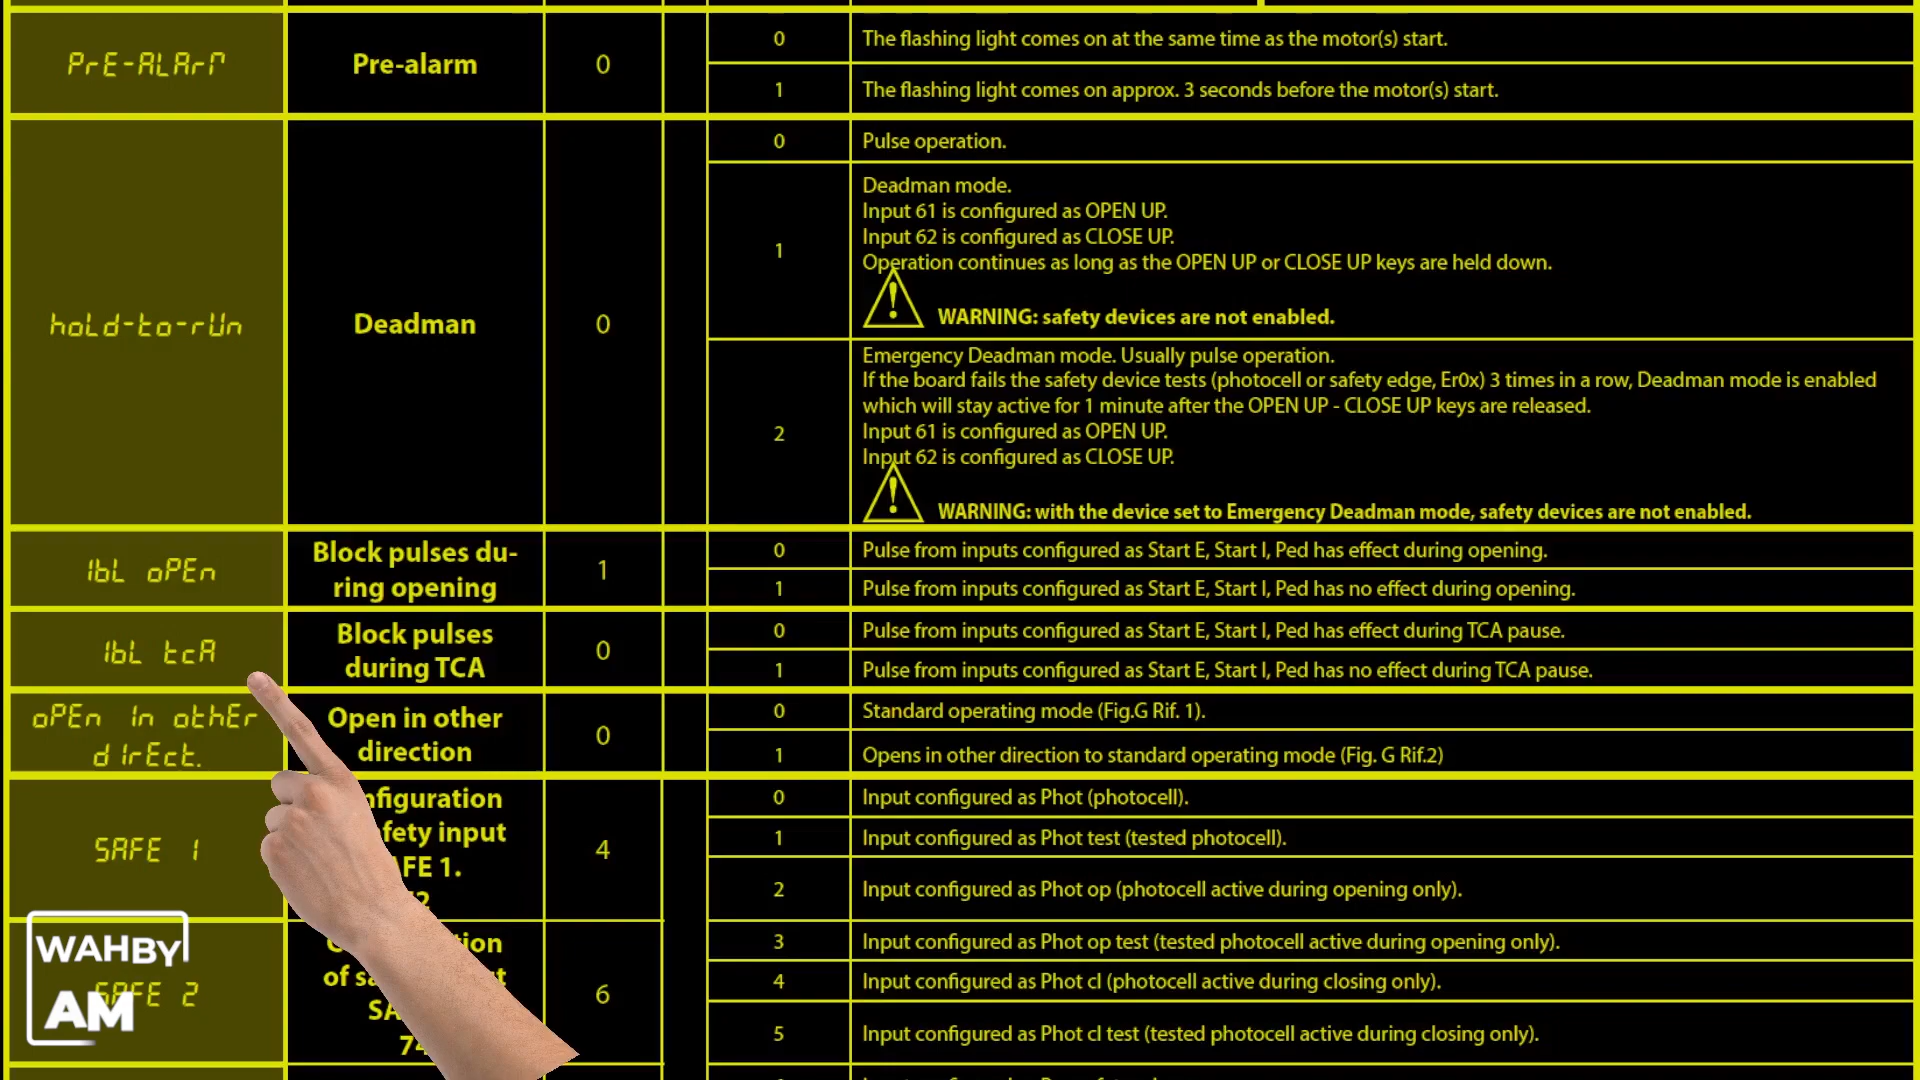 PrE-ALArM
Pre-alarm
0
0
The flashing light comes on at the same time as the motor(s) start.
1
The flashing light comes on approx. 3 seconds before the motor(s) start.
hoLd-to-rUn
Deadman
0
0
Pulse operation.
1
Deadman mode.
Input 61 is configured as OPEN UP.
Input 62 is configured as CLOSE UP.
Operation continues as long as the OPEN UP or CLOSE UP keys are held down.
WARNING: safety devices are not enabled.
2
Emergency Deadman mode. Usually pulse operation.
If the board fails the safety device tests (photocell or safety edge, Er0x) 3 times in a row, Deadman mode is enabled
which will stay active for 1 minute after the OPEN UP - CLOSE UP keys are released.
Input 61 is configured as OPEN UP.
Input 62 is configured as CLOSE UP.
WARNING: with the device set to Emergency Deadman mode, safety devices are not enabled.
IbL oPEn
Block pulses du-
ring opening
1
0
Pulse from inputs configured as Start E, Start I, Ped has effect during opening.
1
Pulse from inputs configured as Start E, Start I, Ped has no effect during opening.
IbL tcA
Block pulses
during TCA
0
0
Pulse from inputs configured as Start E, Start I, Ped has effect during TCA pause.
1
Pulse from inputs configured as Start E, Start I, Ped has no effect during TCA pause.
oPEn In othEr
dIrEct.
Open in other
direction
0
0
Standard operating mode (Fig.G Rif. 1).
1
Opens in other direction to standard operating mode (Fig. G Rif.2)
SAFE 1
input
1.
4
0
Input configured as Phot (photocell).
1
Input configured as Phot test (tested photocell).
2
Input configured as Phot op (photocell active during opening only).
SAFE 2
of
6
3
Input configured as Phot op test (tested photocell active during opening only).
4
Input configured as Phot cl (photocell active during closing only).
5
Input configured as Phot cl test (tested photocell active during closing only).
WAHBY
AM